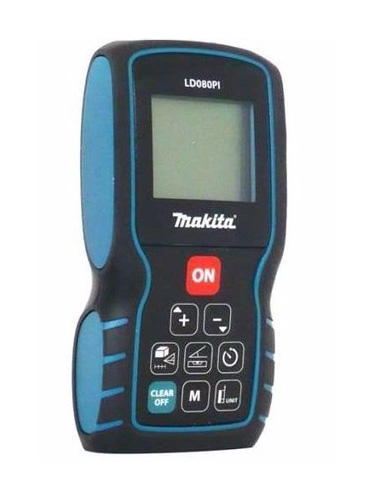 LD080PI
makita
ON
+ -
CLEAR
OFF
M
UNIT